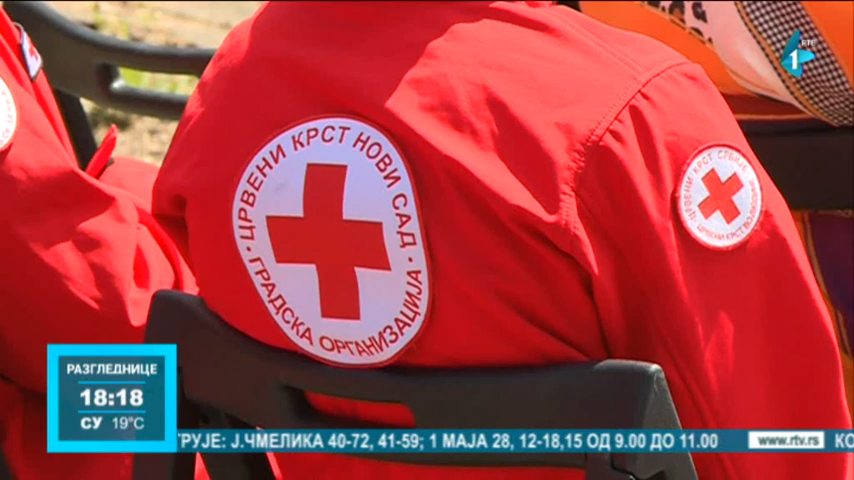 РТС 1
ЦРВЕНИ КРСТ НОВИ САД
ГРАДСКА ОРГАНИЗАЦИЈА
ЦРВЕНИ КРСТ СРБИЈЕ
ЦРВЕНИ КРСТ ВОЈВОДИНЕ
РАЗГЛЕДНИЦЕ
18:18
СУ 19°C
ТРУЈЕ: Ј.ЧМЕЛИКА 40-72, 41-59; 1 МАЈА 28, 12-18,15 ОД 9.00 ДО 11.00
www.rtv.rs
КО